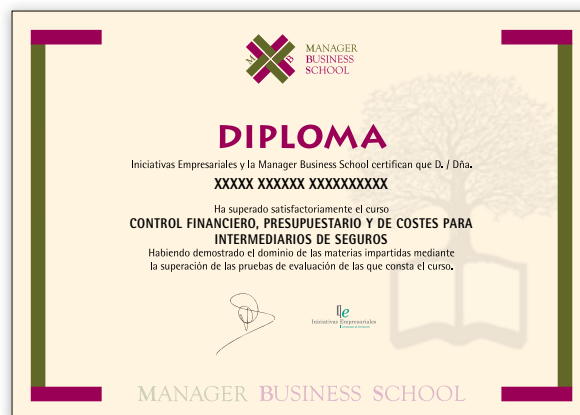 M B
MANAGER
BUSINESS
SCHOOL
DIPLOMA
Iniciativas Empresariales y la Manager Business School certifican que D. / Dña.
XXXXX XXXXXX XXXXXXXXXX
Ha superado satisfactoriamente el curso
CONTROL FINANCIERO, PRESUPUESTARIO Y DE COSTES PARA
INTERMEDIARIOS DE SEGUROS
Habiendo demostrado el dominio de las materias impartidas mediante
la superación de las pruebas de evaluación de las que consta el curso.
Iniciativas Empresariales
MANAGER BUSINESS SCHOOL